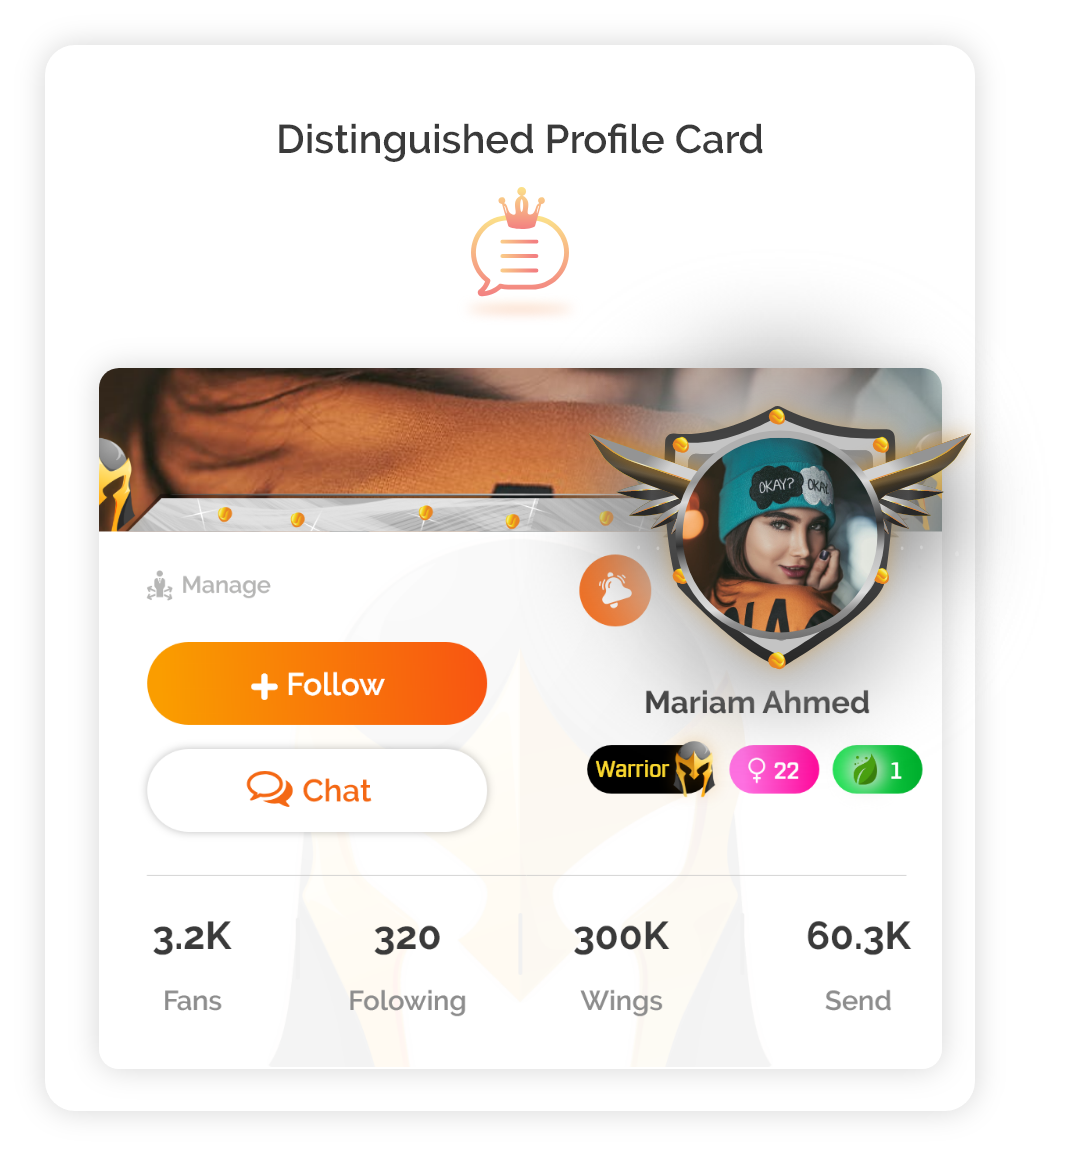 Distinguished Profile Card
OKAY? OKAY
Manage
Follow
Mariam Ahmed
Warrior 22 1
Chat
3.2K 320 300K 60.3K
Fans Folowing Wings Send